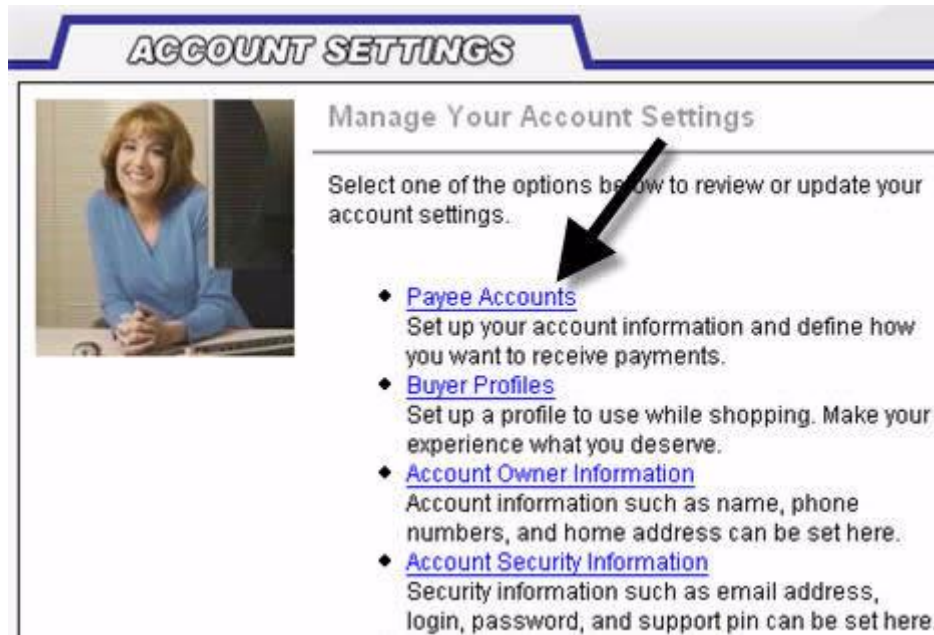 ACCOUNT SETTINGS
Manage Your Account Settings
Select one of the options below to review or update your
account settings.
Payee Accounts
Set up your account information and define how
you want to receive payments.
Buyer Profiles
Set up a profile to use while shopping. Make your
experience what you deserve.
Account Owner Information
Account information such as name, phone
numbers, and home address can be set here.
Account Security Information
Security information such as email address,
login, password, and support pin can be set here